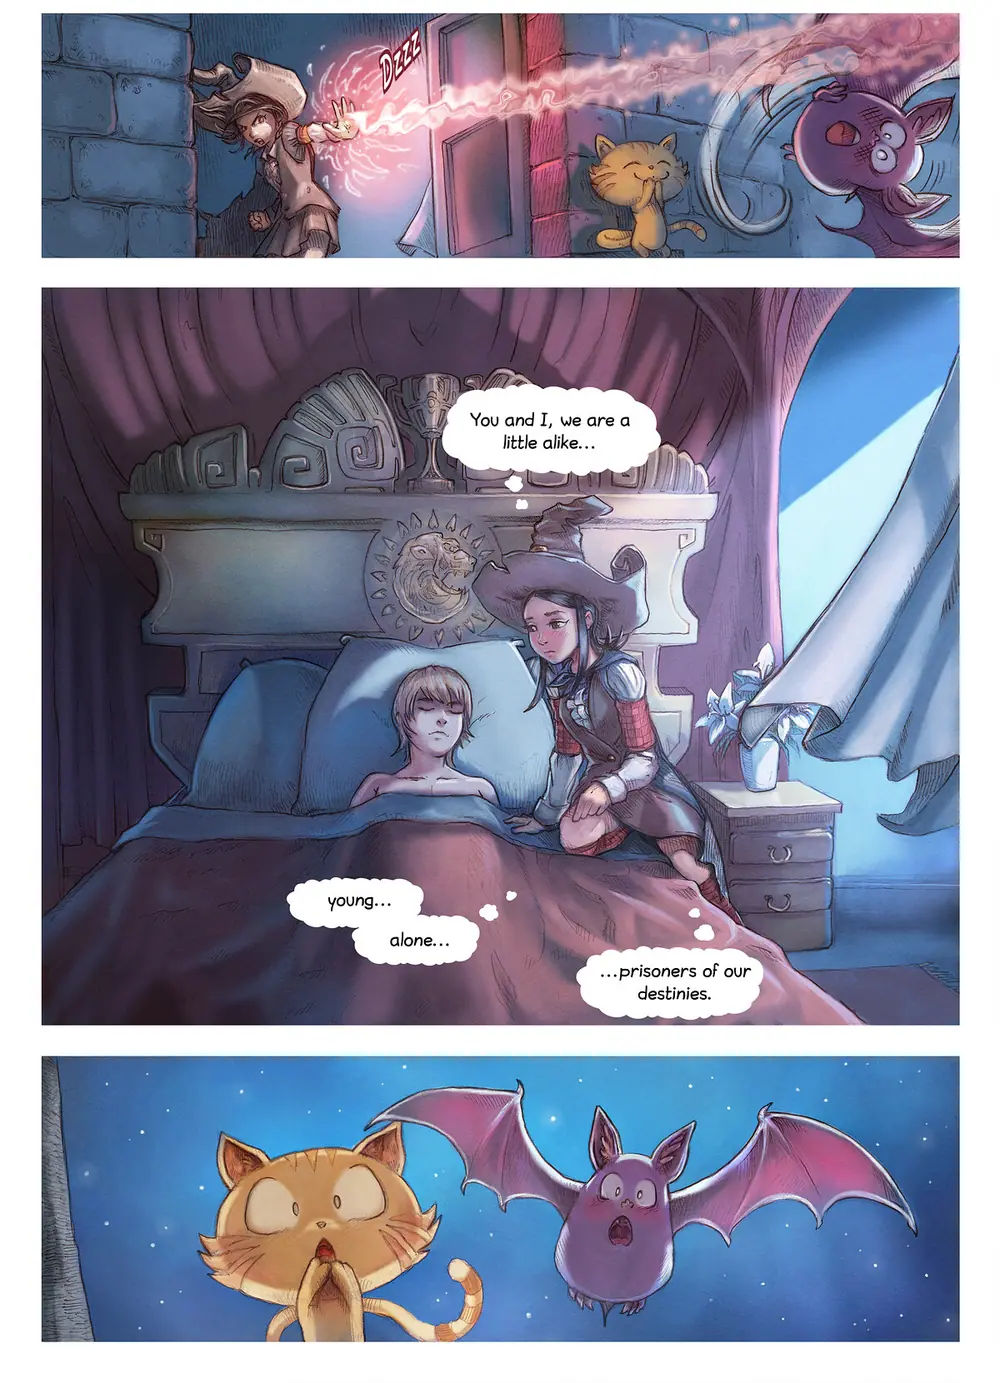 Dzzz
You and I, we are a
little alike...
young...
alone...
...prisoners of our
destinies.